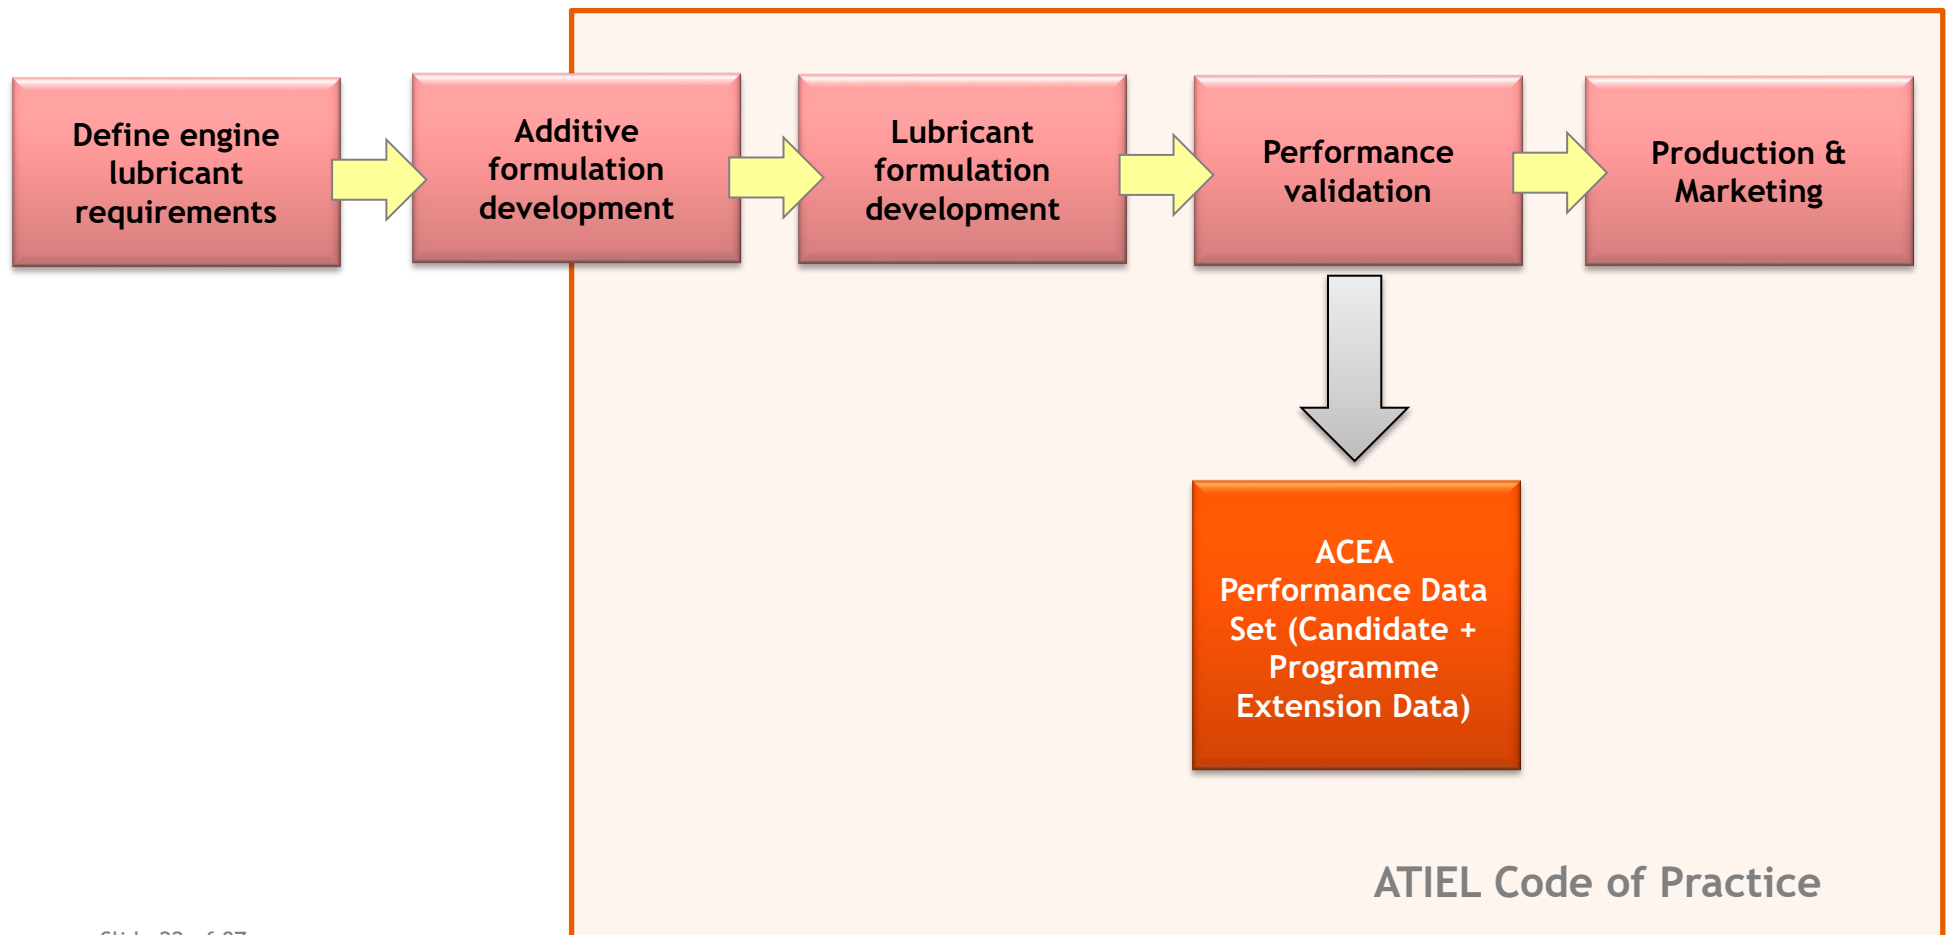 Define engine
lubricant
requirements
Additive
formulation
development
Lubricant
formulation
development
Performance
validation
Production &
Marketing
ACEA
Performance Data
Set (Candidate +
Programme
Extension Data)
ATIEL Code of Practice